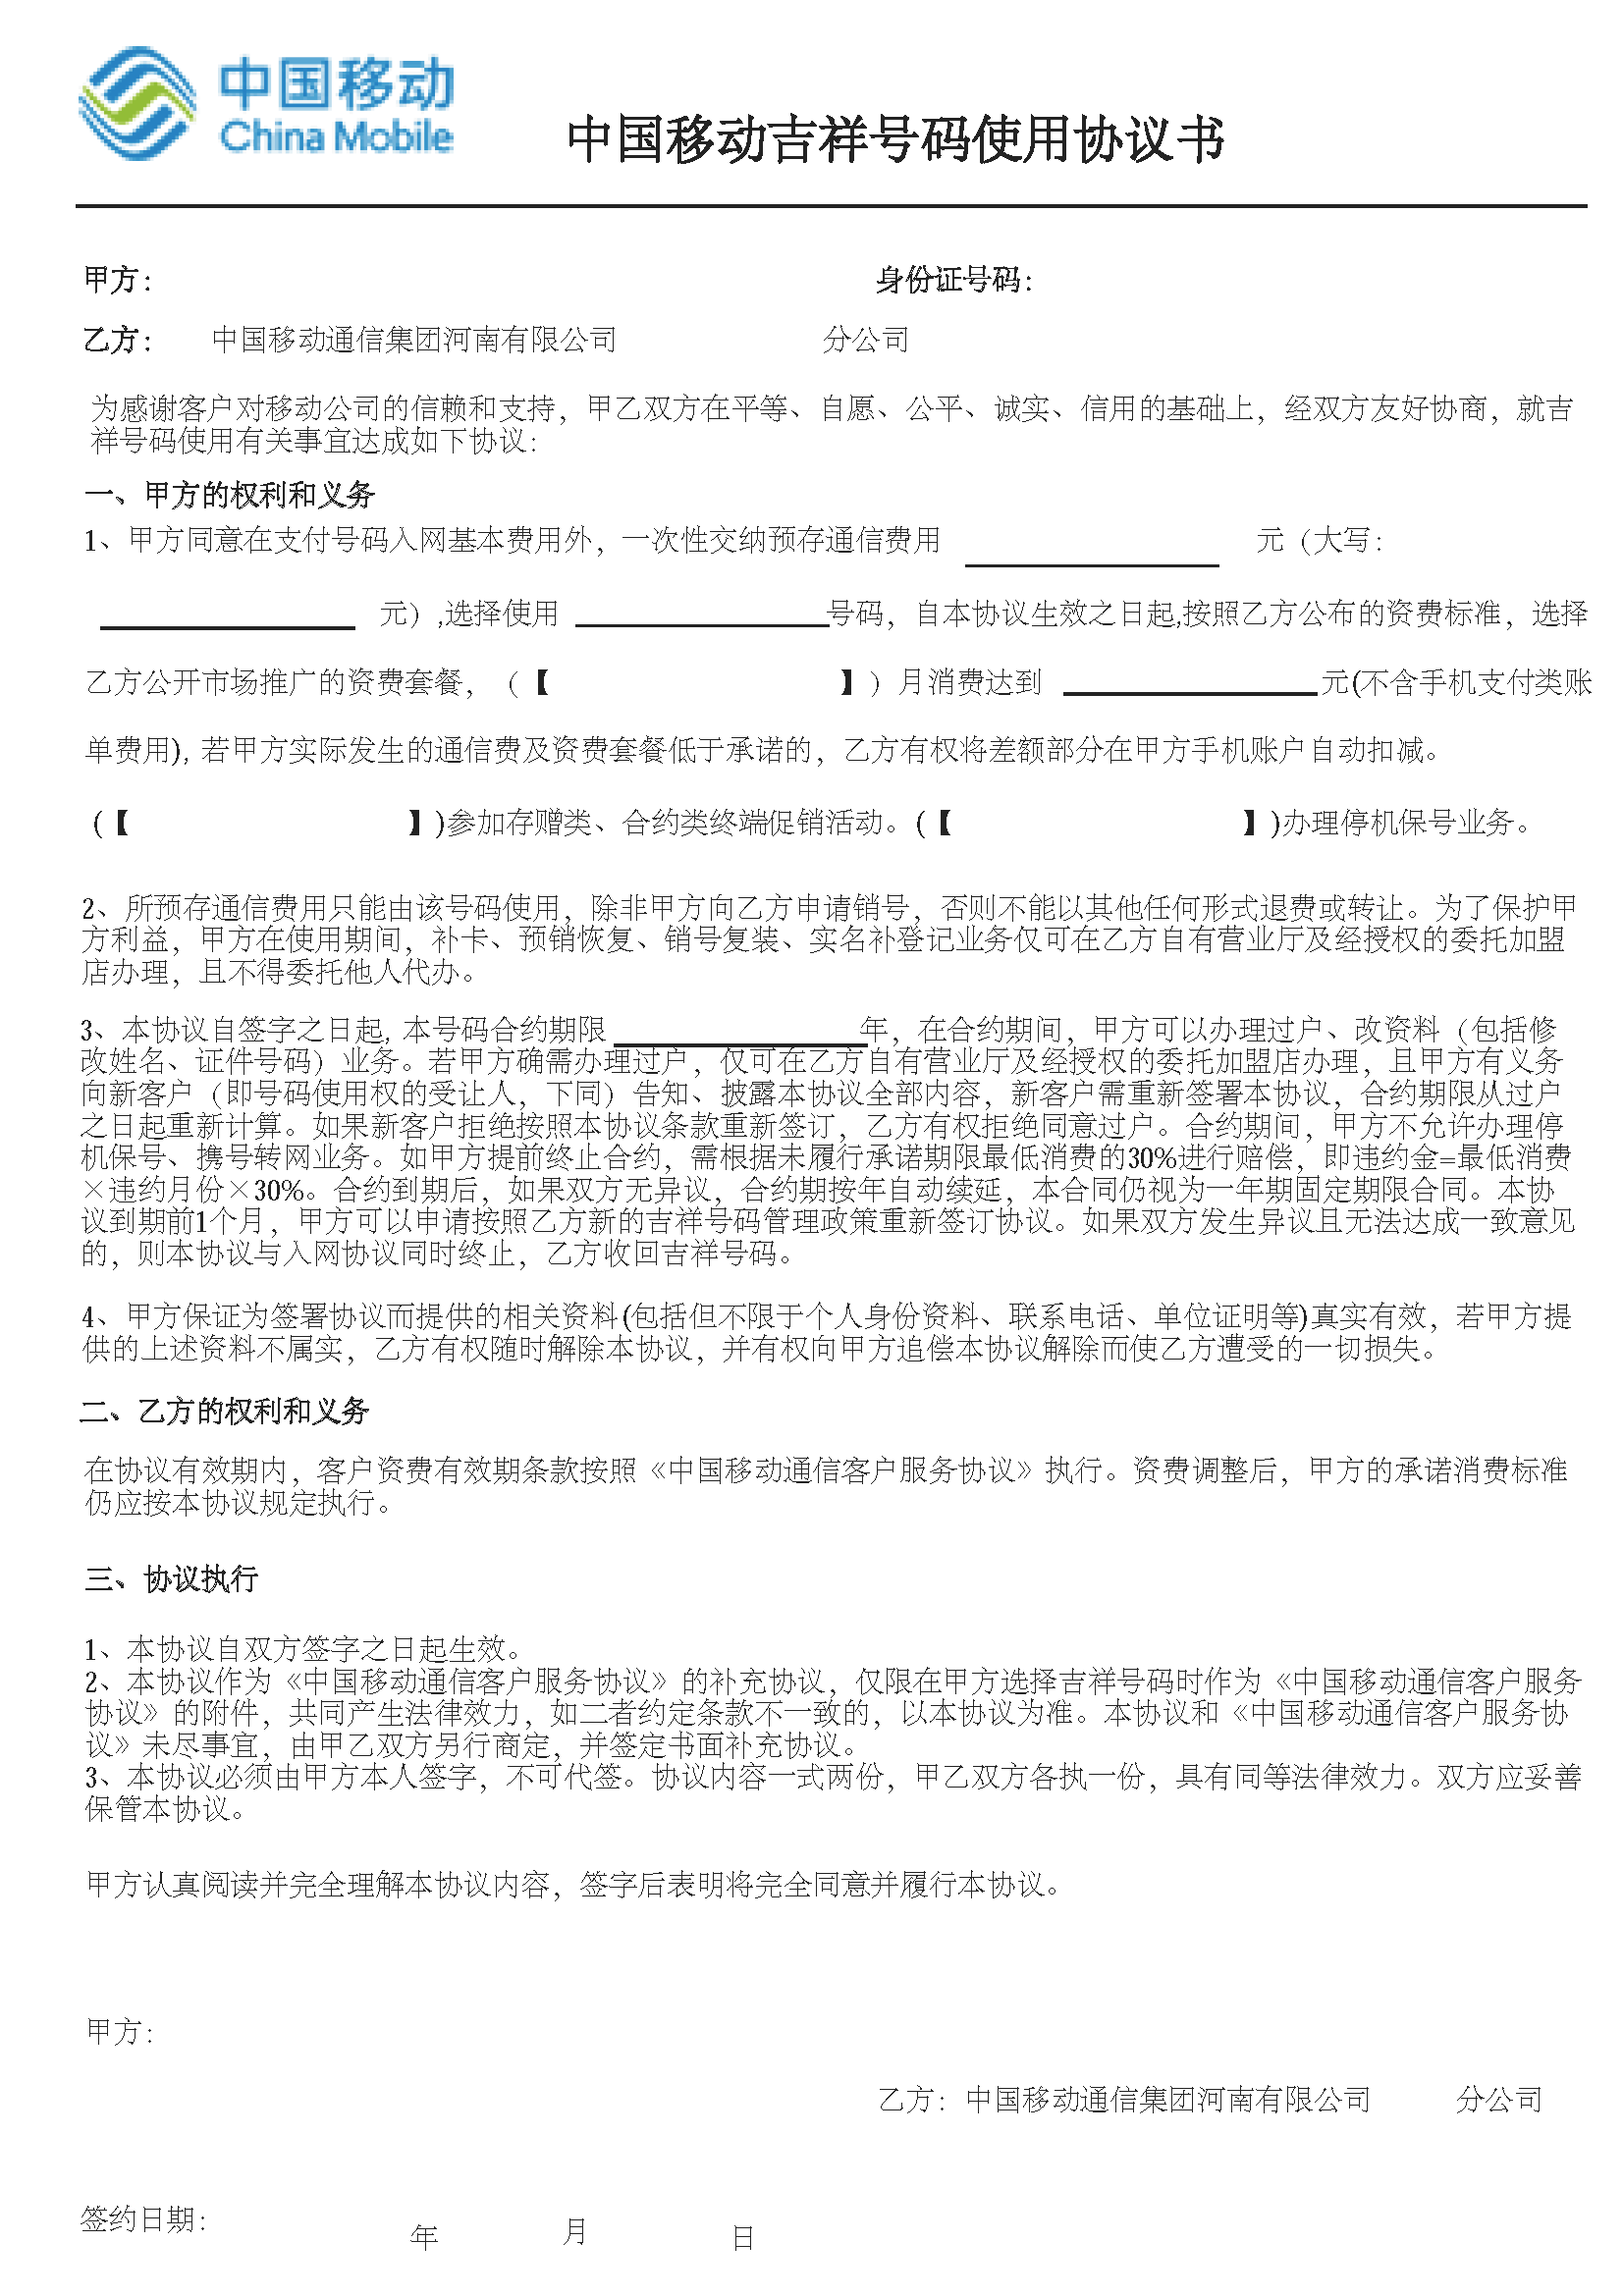 中国移动
China Mobile
中国移动吉祥号码使用协议书
甲方： 身份证号码：
乙方： 中国移动通信集团河南有限公司 分公司
为感谢客户对移动公司的信赖和支持，甲乙双方在平等、自愿、公平、诚实、信用的基础上，经双方友好协商，就吉
祥号码使用有关事宜达成如下协议：
一、甲方的权利和义务
1、甲方同意在支付号码入网基本费用外，一次性交纳预存通信费用 元（大写：
元）,选择使用 号码，自本协议生效之日起,按照乙方公布的资费标准，选择
乙方公开市场推广的资费套餐，（【 】）月消费达到 元(不含手机支付类账
单费用), 若甲方实际发生的通信费及资费套餐低于承诺的，乙方有权将差额部分在甲方手机账户自动扣减。
(【 】)参加存赠类、合约类终端促销活动。(【 】)办理停机保号业务。
2、所预存通信费用只能由该号码使用，除非甲方向乙方申请销号，否则不能以其他任何形式退费或转让。为了保护甲
方利益，甲方在使用期间，补卡、预销恢复、销号复装、实名补登记业务仅可在乙方自有营业厅及经授权的委托加盟
店办理，且不得委托他人代办。
3、本协议自签字之日起, 本号码合约期限 年，在合约期间，甲方可以办理过户、改资料（包括修
改姓名、证件号码）业务。若甲方确需办理过户，仅可在乙方自有营业厅及经授权的委托加盟店办理，且甲方有义务
向新客户（即号码使用权的受让人，下同）告知、披露本协议全部内容，新客户需重新签署本协议，合约期限从过户
之日起重新计算。如果新客户拒绝按照本协议条款重新签订，乙方有权拒绝同意过户。合约期间，甲方不允许办理停
机保号、携号转网业务。如甲方提前终止合约，需根据未履行承诺期限最低消费的30%进行赔偿，即违约金=最低消费
×违约月份×30%。合约到期后，如果双方无异议，合约期按年自动续延，本合同仍视为一年期固定期限合同。本协
议到期前1个月，甲方可以申请按照乙方新的吉祥号码管理政策重新签订协议。如果双方发生异议且无法达成一致意见
的，则本协议与入网协议同时终止，乙方收回吉祥号码。
4、甲方保证为签署协议而提供的相关资料(包括但不限于个人身份资料、联系电话、单位证明等)真实有效，若甲方提
供的上述资料不属实，乙方有权随时解除本协议，并有权向甲方追偿本协议解除而使乙方遭受的一切损失。
二、乙方的权利和义务
在协议有效期内，客户资费有效期条款按照《中国移动通信客户服务协议》执行。资费调整后，甲方的承诺消费标准
仍应按本协议规定执行。
三、协议执行
1、本协议自双方签字之日起生效。
2、本协议作为《中国移动通信客户服务协议》的补充协议，仅限在甲方选择吉祥号码时作为《中国移动通信客户服务
协议》的附件，共同产生法律效力，如二者约定条款不一致的，以本协议为准。本协议和《中国移动通信客户服务协
议》未尽事宜，由甲乙双方另行商定，并签定书面补充协议。
3、本协议必须由甲方本人签字，不可代签。协议内容一式两份，甲乙双方各执一份，具有同等法律效力。双方应妥善
保管本协议。
甲方认真阅读并完全理解本协议内容，签字后表明将完全同意并履行本协议。
甲方：
乙方：中国移动通信集团河南有限公司 分公司
签约日期： 年 月 日